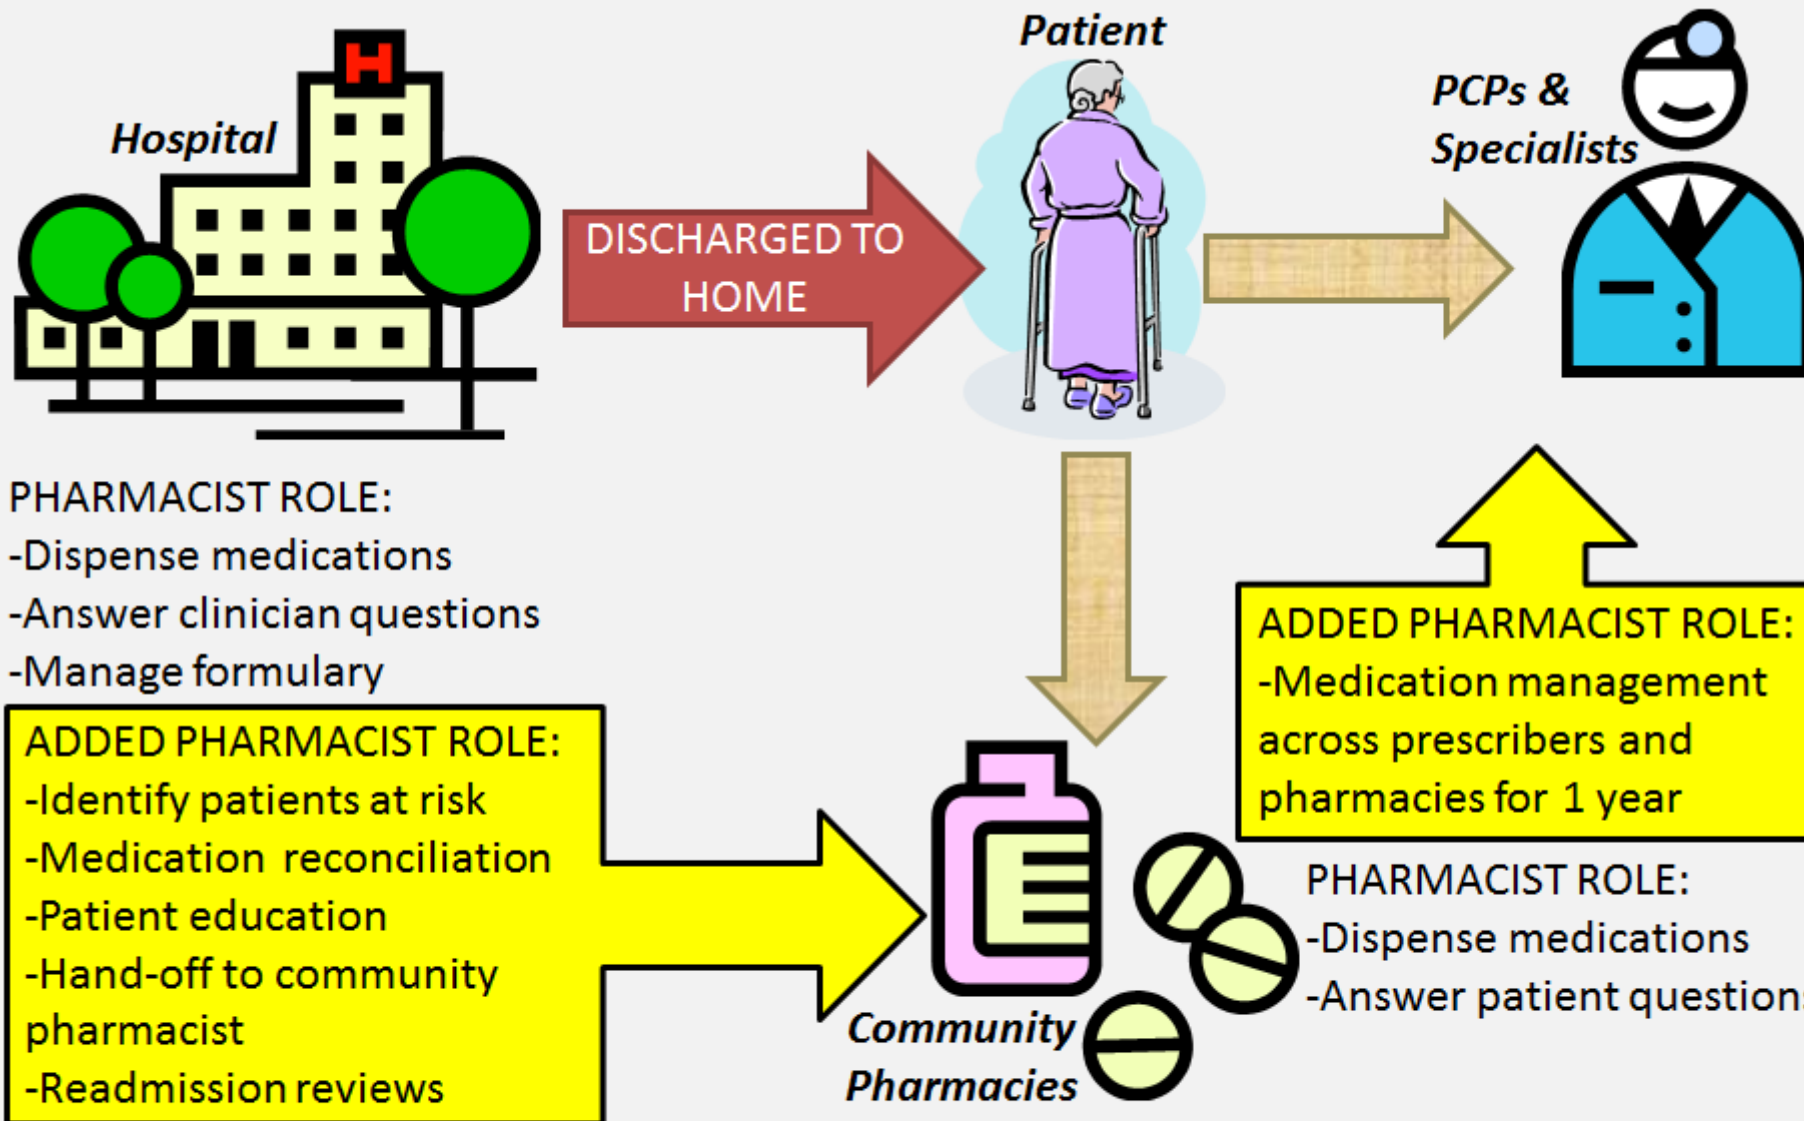 Patient
PCPs &
Specialists
H
Hospital
DISCHARGED TO
HOME
PHARMACIST ROLE:
-Dispense medications
-Answer clinician questions
-Manage formulary
ADDED PHARMACIST ROLE:
-Identify patients at risk
-Medication reconciliation
-Patient education
-Hand-off to community
pharmacist
-Readmission reviews
ADDED PHARMACIST ROLE:
-Medication management
across prescribers and
pharmacies for 1 year
PHARMACIST ROLE:
-Dispense medications
-Answer patient questions
Community
Pharmacies